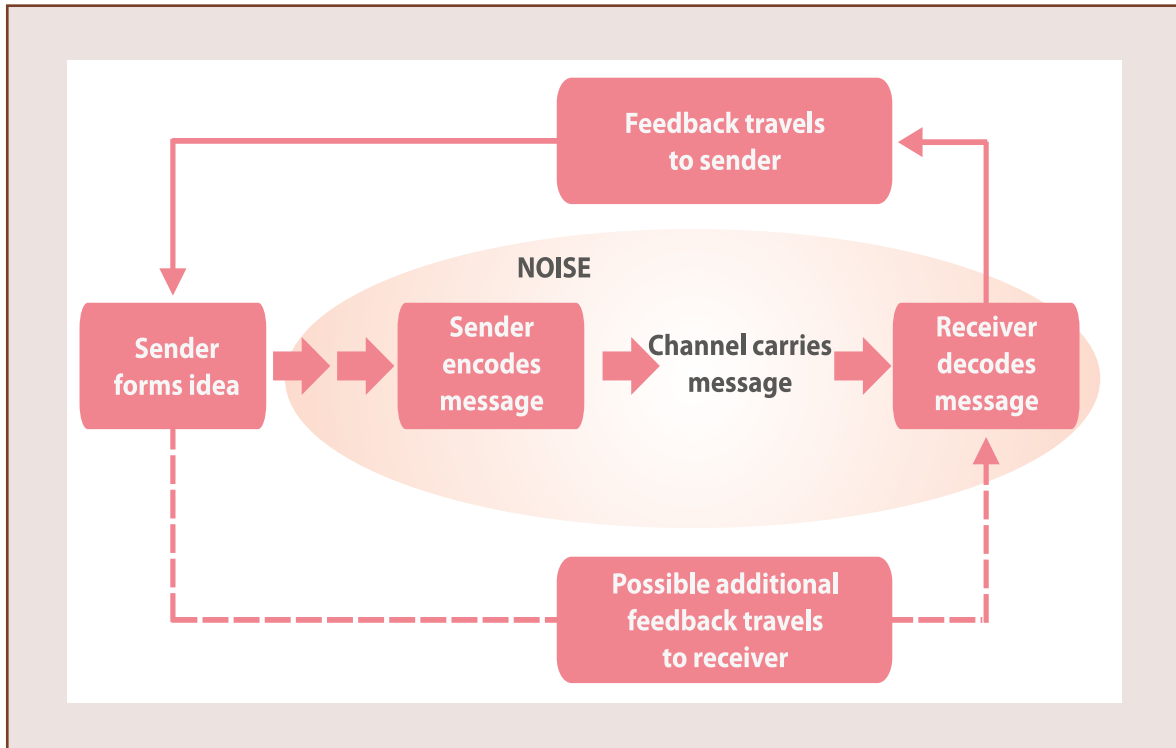 Feedback travels
to sender
NOISE
Sender
forms idea
Sender
encodes
message
Channel carries
message
Receiver
decodes
message
Possible additional
feedback travels
to receiver